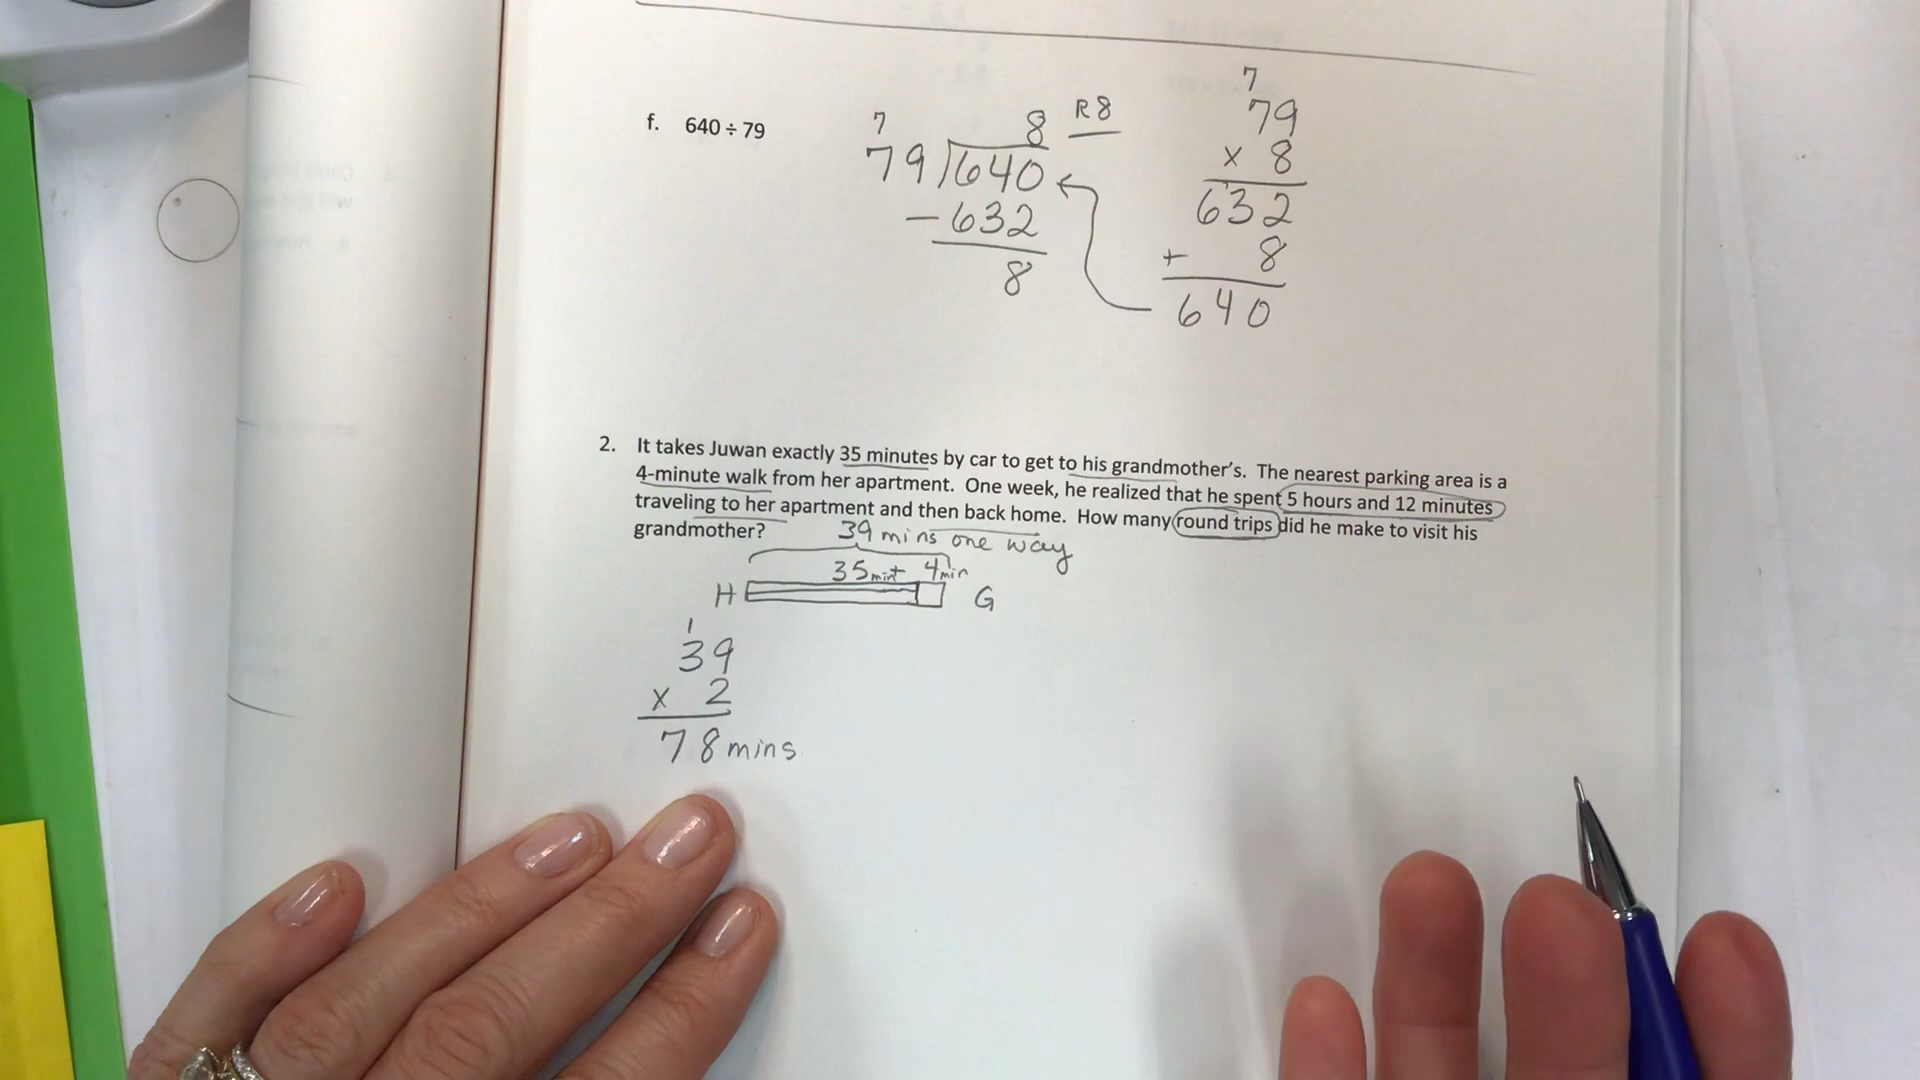 f. 640 ÷ 79
7
8 R8
79)640
- 632
8
7
79
x 8
632
+ 8
640
2. It takes Juwan exactly 35 minutes by car to get to his grandmother's. The nearest parking area is a
4-minute walk from her apartment. One week, he realized that he spent 5 hours and 12 minutes
traveling to her apartment and then back home. How many round trips did he make to visit his
grandmother?
39 mins one way
35min+ 4min
H G
1
39
x 2
78 mins